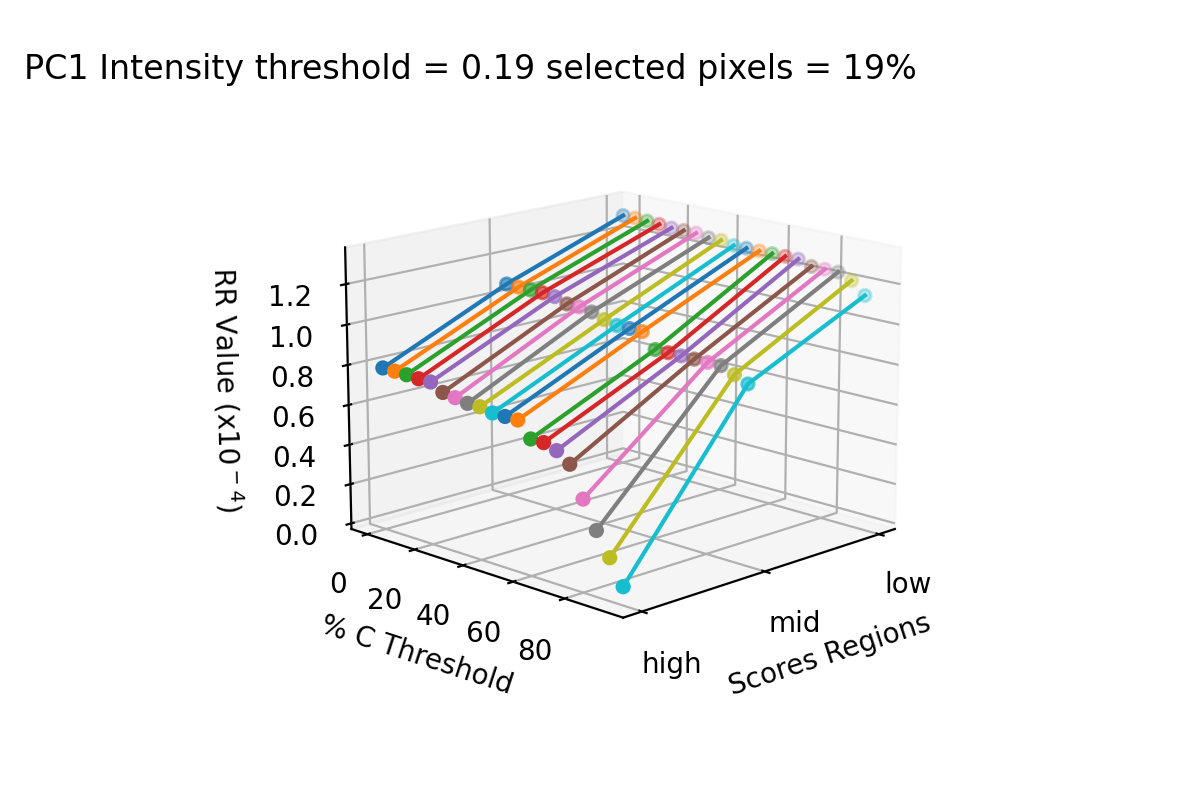 PC1 Intensity threshold = 0.19 selected pixels = 19%
RR Value (x10⁻⁴)
1.2
1.0
0.8
0.6
0.4
0.2
0.0
0
20
40
60
80
% C Threshold
high
mid
low
Scores Regions